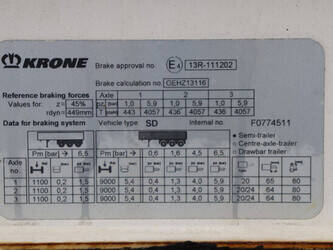 KRONE
Brake approval no E4 13R-111202
Brake calculation no GEHZ13116
Reference braking forces Axle 1 2 3
Values for: z= 45% pz [bar] 1,0 5,9 1,0 5,9 1,0 5,9
rdyn= 449mm 443 4057 436 4057 436 4057
Data for braking system Vehicle type SD Internal no F0774511
Semi-trailer
Centre-axle-trailer
Drawbar trailer
Axle no. Pm [bar] 6,5 Pm [bar] 0,6 1,6 4,5 6,5
1 1100 0,2 1,5 9000 5,4 0,4 1,3 4,0 5,9 20 65 80
2 1100 0,2 1,5 9000 5,4 0,4 1,3 4,0 5,9 20/24 64 80
3 1100 0,2 1,5 9000 5,4 0,4 1,3 4,0 5,9 20/24 64 80